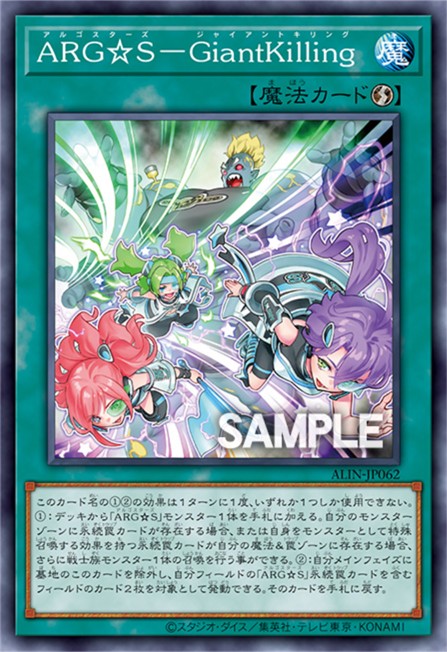 アルゴスターズ ジャイアントキリング
ARG☆S－GiantKilling
魔
まほう
【魔法カード】
SAMPLE
ALIN-JP062
このカード名の①②の効果は１ターンに１度、いずれか１つしか使用できない。
①：デッキから「ARG☆S」モンスター１体を手札に加える。自分のモンスター
ゾーンに永続罠カードが存在する場合、または自身をモンスターとして特殊
召喚する効果を持つ永続罠カードが自分の魔法＆罠ゾーンに存在する場合、
さらに戦士族モンスター１体の召喚を行う事ができる。②：自分メインフェイズに
墓地のこのカードを除外し、自分フィールドの「ARG☆S」永続罠カードを含む
フィールドのカード２枚を対象として発動できる。そのカードを手札に戻す。
©スタジオ・ダイス／集英社・テレビ東京・KONAMI